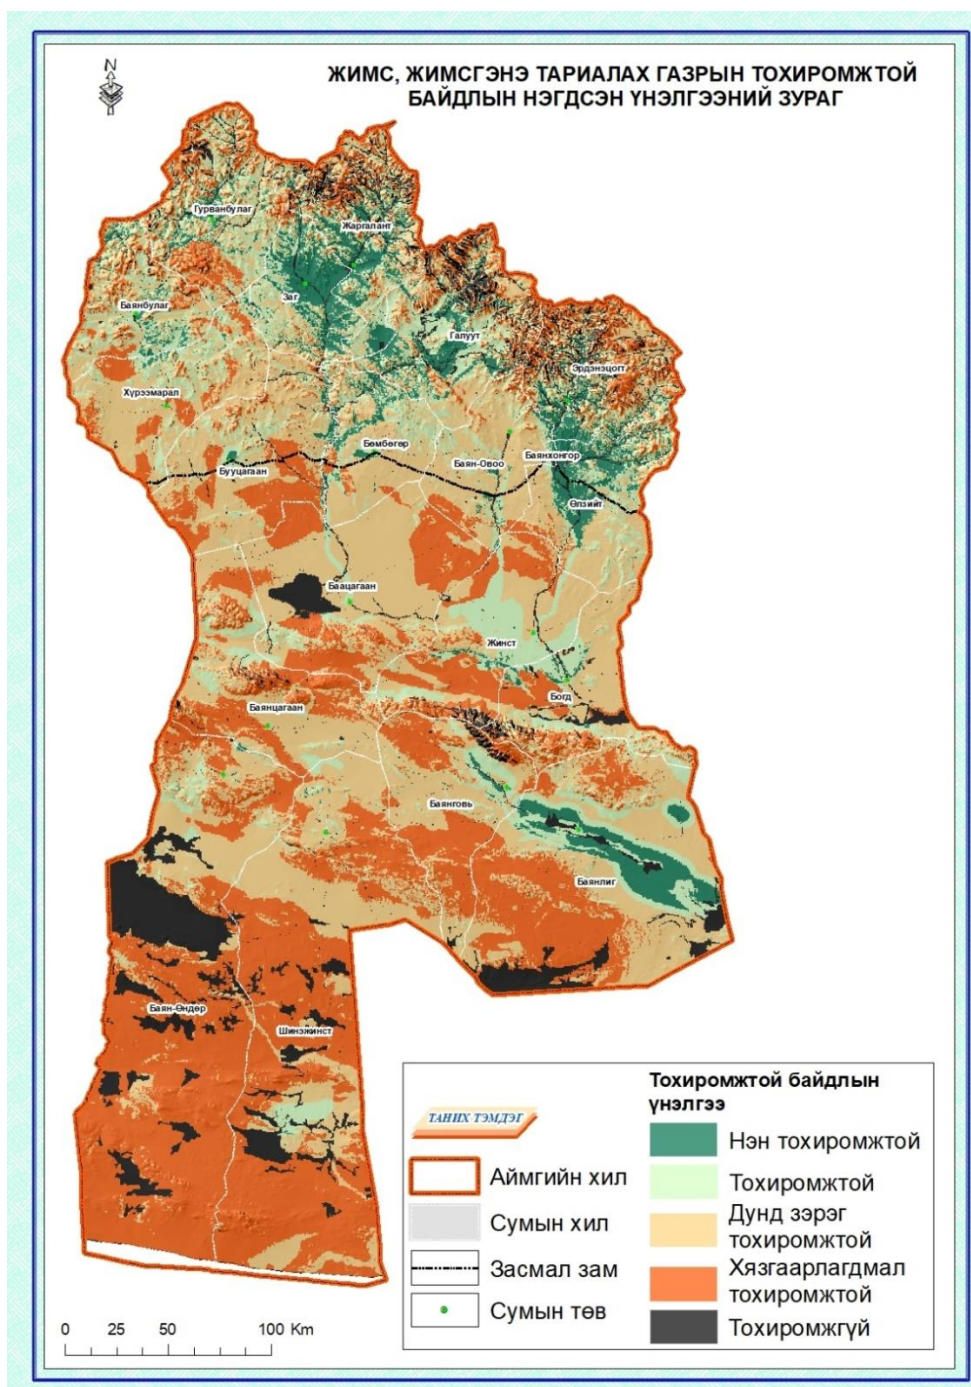 ЖИМС, ЖИМСГЭНЭ ТАРИАЛАХ ГАЗРЫН ТОХИРОМЖТОЙ
БАЙДЛЫН НЭГДСЭН ҮНЭЛГЭЭНИЙ ЗУРАГ
N
Гурванбулаг
Жаргалант
Заг
Баянбулаг
Галуут
Эрдэнэцогт
Хүрээмарал
Бөмбөгөр
Бууцагаан
Баян-Овоо
Баянхонгор
Өлзийт
Баацагаан
Жинст
Богд
Баянцагаан
Баянговь
Баянлиг
Баян-Өндөр
Шинэжинст
ТАНИХ ТЭМДЭГ
Аймгийн хил
Сумын хил
Засмал зам
Сумын төв
Тохиромжтой байдлын
үнэлгээ
Нэн тохиромжтой
Тохиромжтой
Дунд зэрэг
тохиромжтой
Хязгаарлагдмал
тохиромжтой
Тохиромжгүй
0 25 50 100 Km